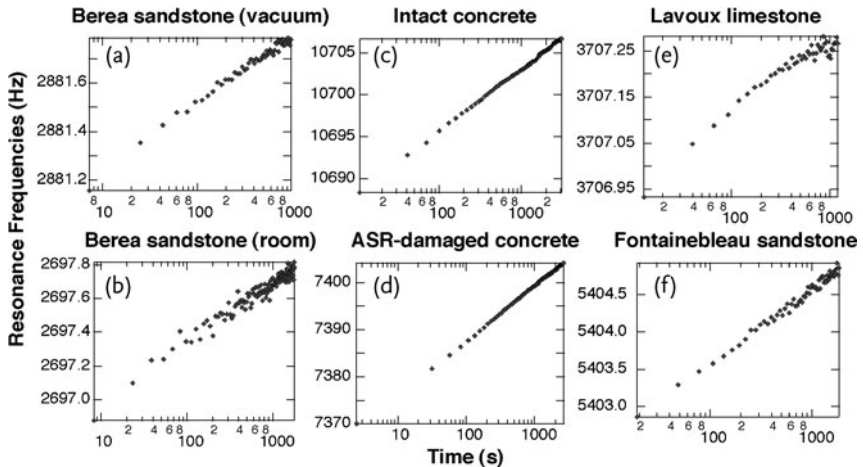 Berea sandstone (vacuum)
(a)
2881.6
2881.4
2881.2
8 10 2 4 6 8 100 2 4 6 8 1000
Intact concrete
(c)
10705
10700
10695
10690
2 4 6 8 100 2 4 6 8 1000 2
Lavoux limestone
(e)
3707.25
3707.15
3707.05
3706.95
2 4 6 8 100 2 4 6 8 1000
Berea sandstone (room)
(b)
2697.8
2697.6
2697.4
2697.2
2697.0
10 2 4 6 8 100 2 4 6 8 1000
ASR-damaged concrete
(d)
7400
7390
7380
7370
10 100 1000
Fontainebleau sandstone
(f)
5404.5
5404.0
5403.5
5403.0
2 4 6 8 100 2 4 6 8 1000
Resonance Frequencies (Hz)
Time (s)